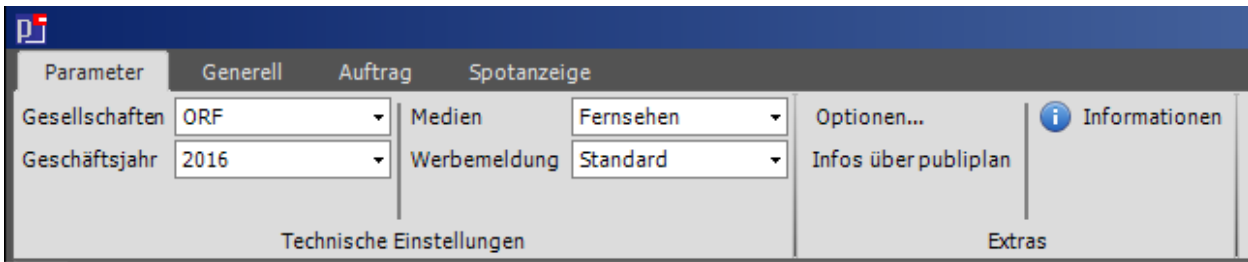 Parameter Generell Auftrag Spotanzeige
Gesellschaften ORF Medien Fernsehen Optionen... Informationen
Geschäftsjahr 2016 Werbemeldung Standard Infos über publiplan
Technische Einstellungen Extras